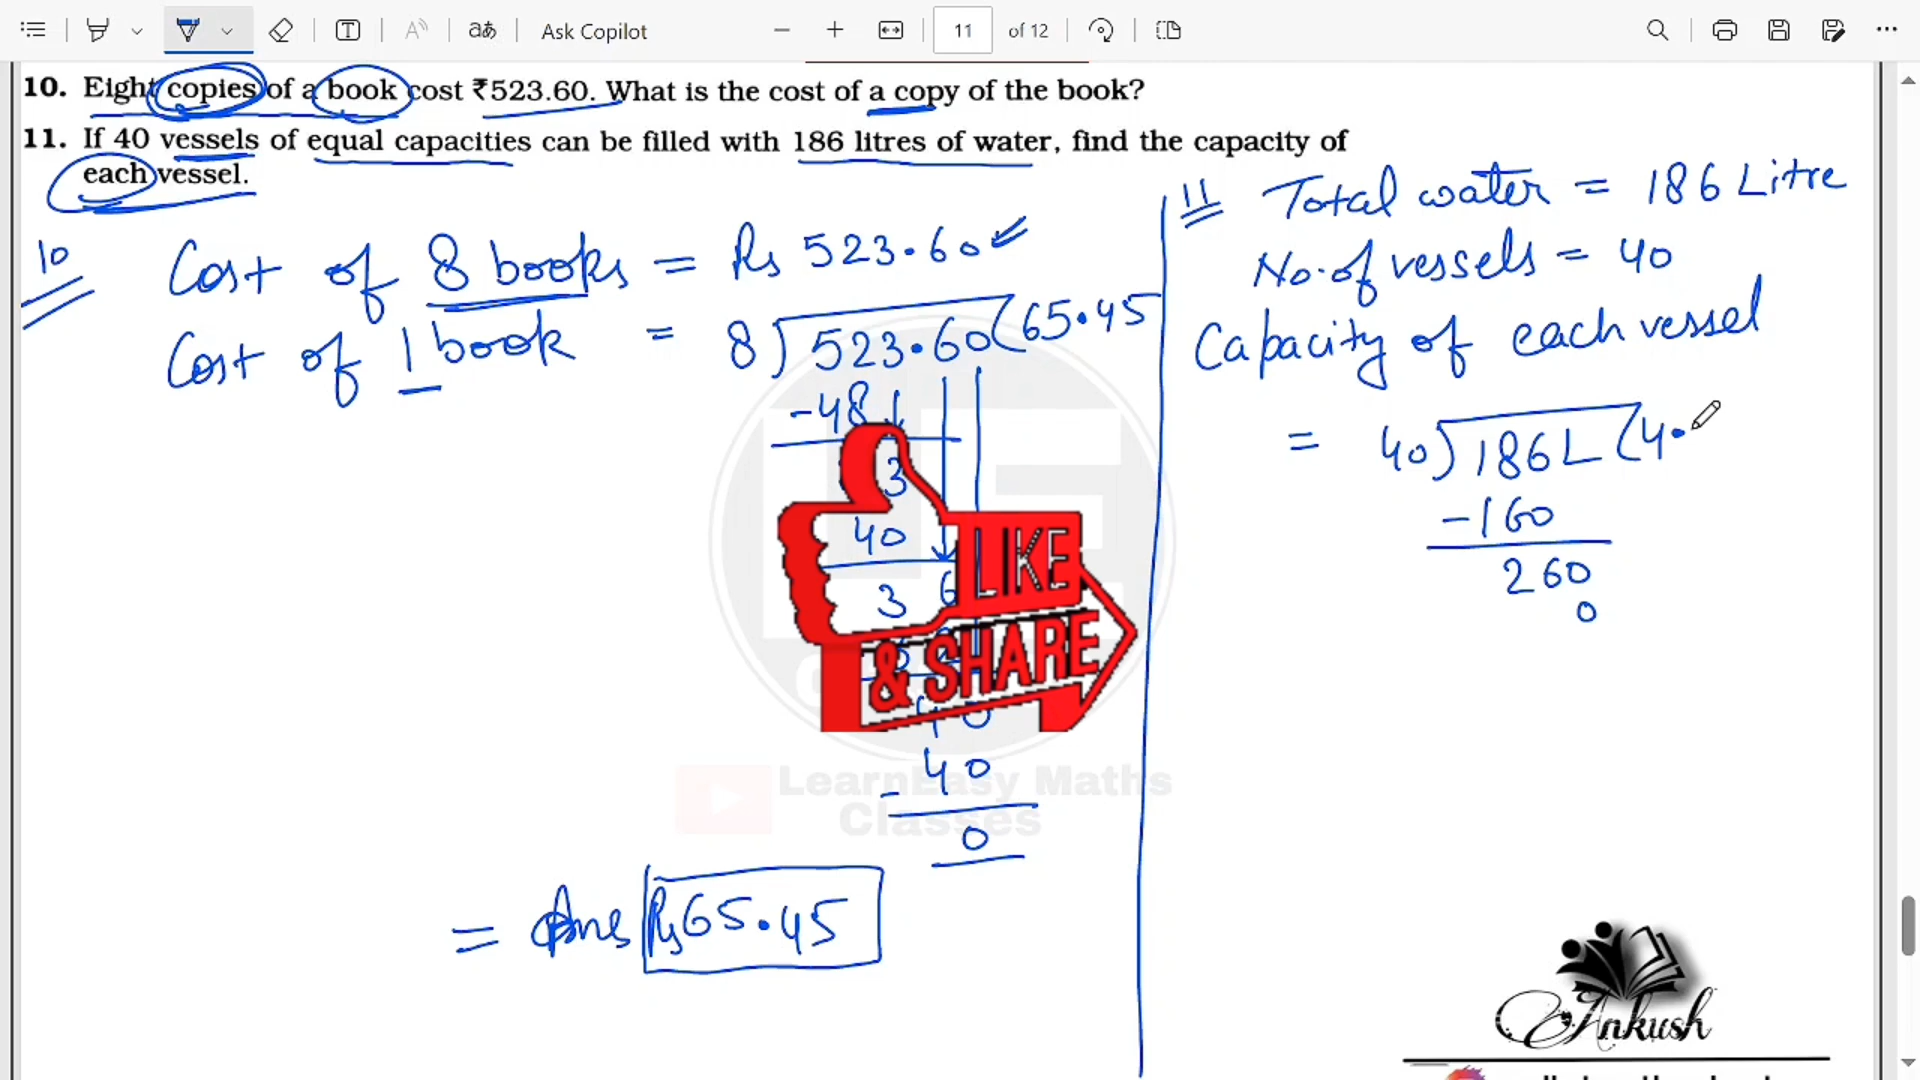 Ask Copilot
11 of 12
10. Eight copies of a book cost ₹523.60. What is the cost of a copy of the book?
11. If 40 vessels of equal capacities can be filled with 186 litres of water, find the capacity of
each vessel.
10
Cost of 8 books = Rs 523.60
Cost of 1 book = 8)523.60(65.45
-48
3
40
3 6
40
- 40
0
= Ans Rs 65.45
11 Total water = 186 Litre
No. of vessels = 40
Capacity of each vessel
= 40)186L(4.
-160
260
0
LIKE
& SHARE
LearnEasy Maths
Classes
Ankush